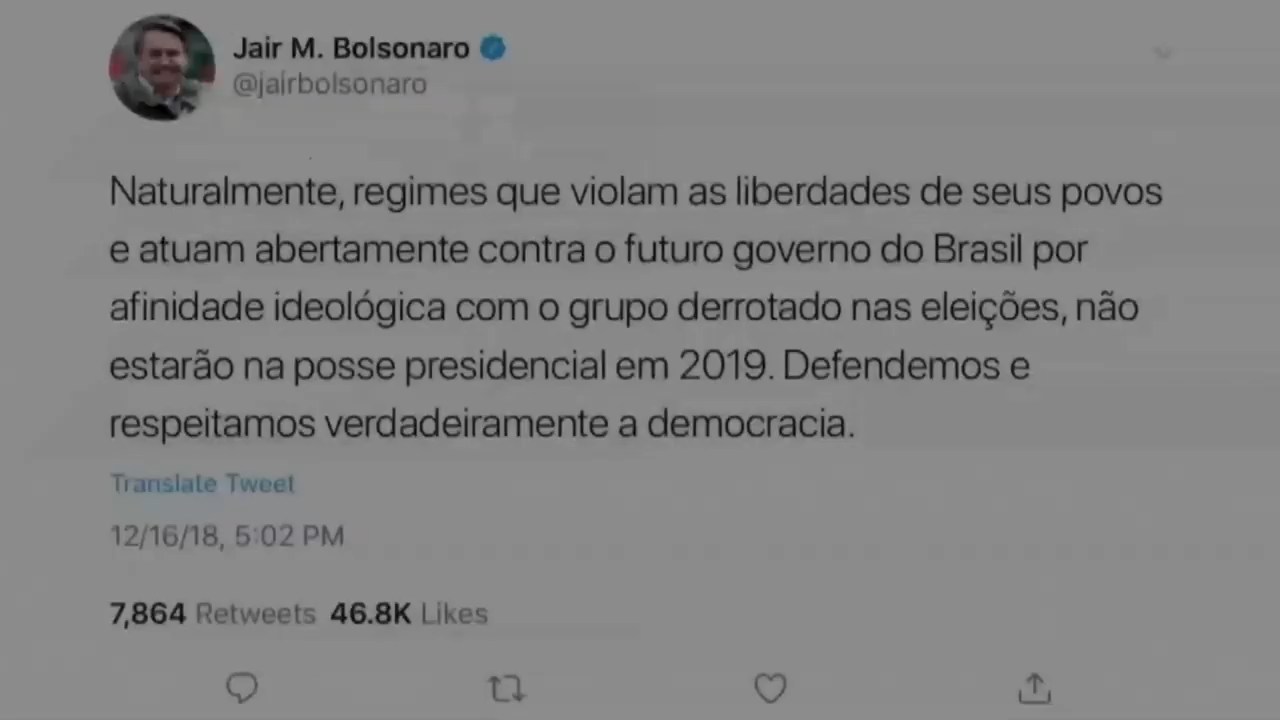 Jair M. Bolsonaro
@jairbolsonaro
Naturalmente, regimes que violam as liberdades de seus povos
e atuam abertamente contra o futuro governo do Brasil por
afinidade ideológica com o grupo derrotado nas eleições, não
estarão na posse presidencial em 2019. Defendemos e
respeitamos verdadeiramente a democracia.
Translate Tweet
12/16/18, 5:02 PM
7,864 Retweets 46.8K Likes